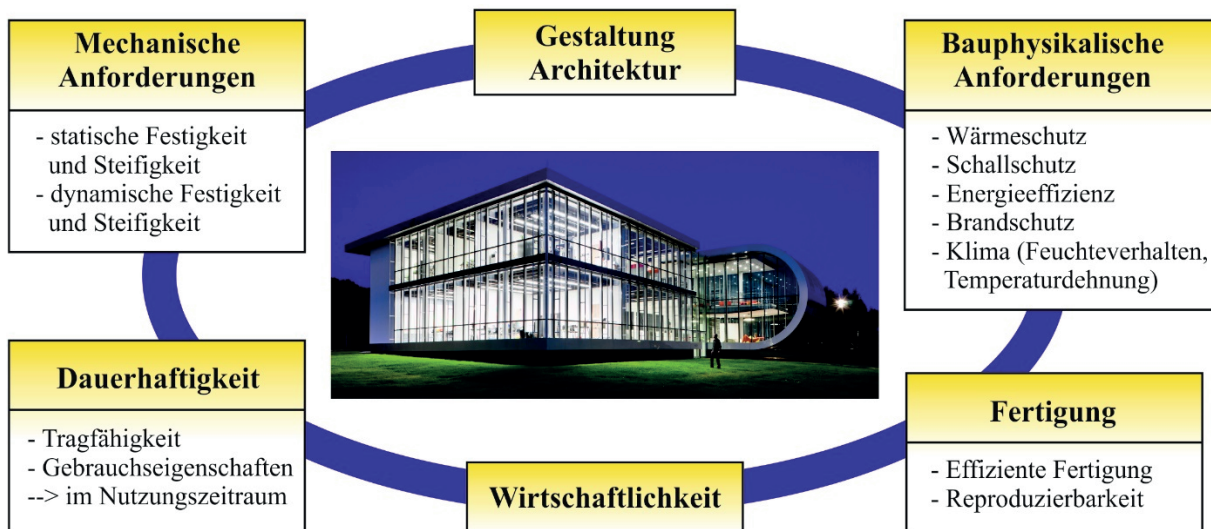 Mechanische
Anforderungen
- statische Festigkeit
und Steifigkeit
- dynamische Festigkeit
und Steifigkeit
Gestaltung
Architektur
Bauphysikalische
Anforderungen
- Wärmeschutz
- Schallschutz
- Energieeffizienz
- Brandschutz
- Klima (Feuchteverhalten,
Temperaturdehnung)
Dauerhaftigkeit
- Tragfähigkeit
- Gebrauchseigenschaften
--> im Nutzungszeitraum
Wirtschaftlichkeit
Fertigung
- Effiziente Fertigung
- Reproduzierbarkeit